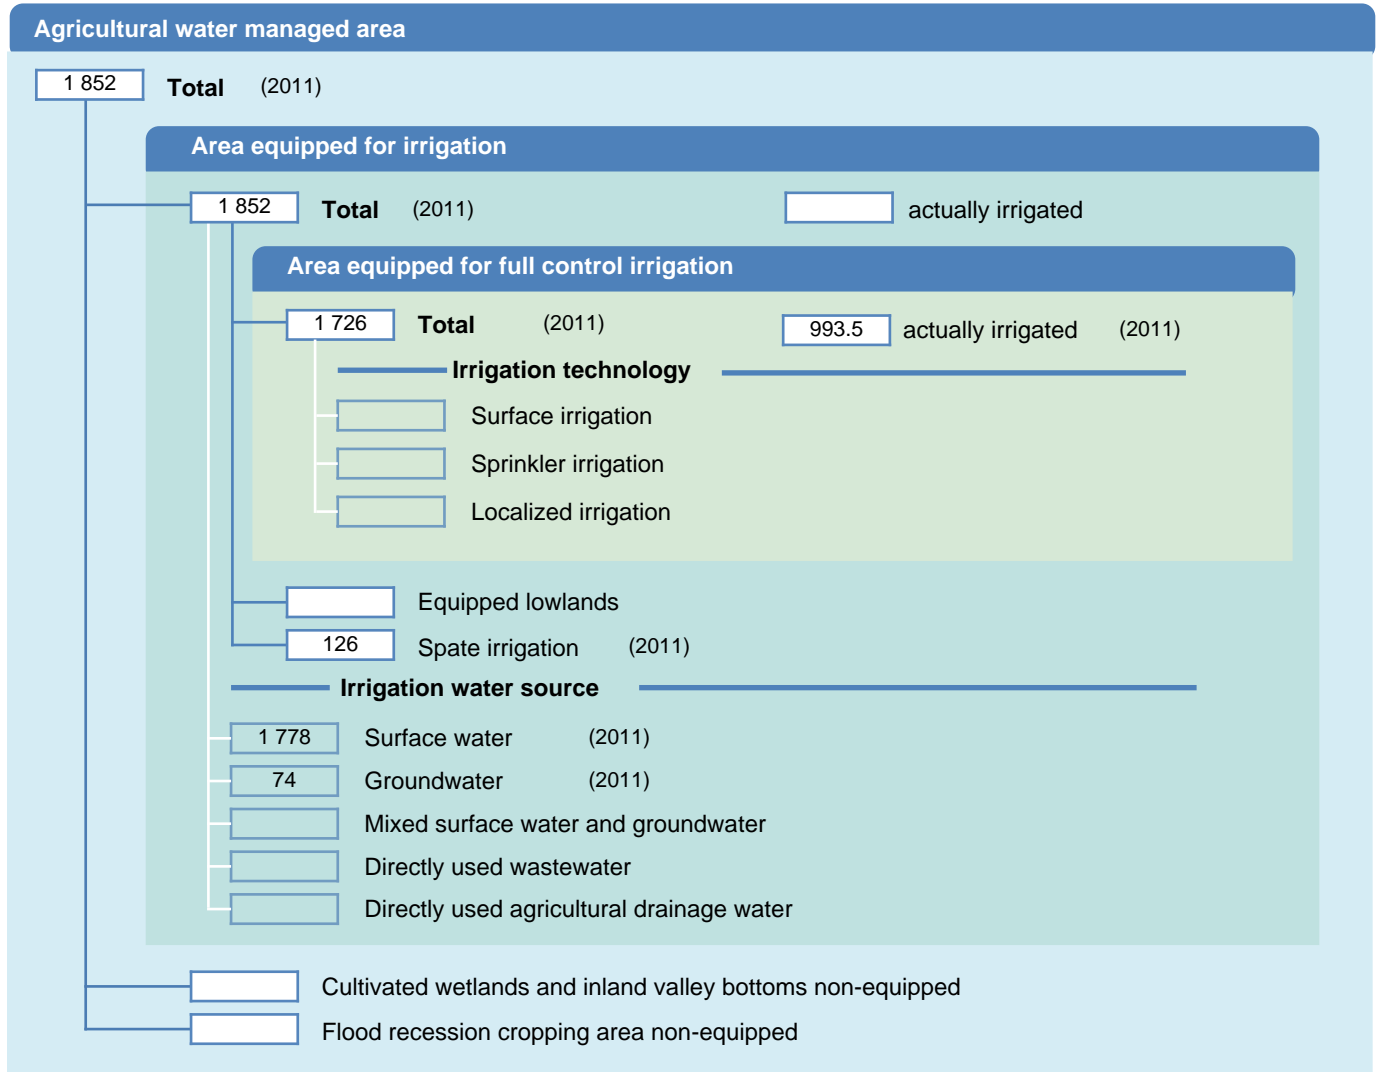 Agricultural water managed area
1 852 Total (2011)
Area equipped for irrigation
1 852 Total (2011) actually irrigated
Area equipped for full control irrigation
1 726 Total (2011) 993.5 actually irrigated (2011)
Irrigation technology
Surface irrigation
Sprinkler irrigation
Localized irrigation
Equipped lowlands
126 Spate irrigation (2011)
Irrigation water source
1 778 Surface water (2011)
74 Groundwater (2011)
Mixed surface water and groundwater
Directly used wastewater
Directly used agricultural drainage water
Cultivated wetlands and inland valley bottoms non-equipped
Flood recession cropping area non-equipped